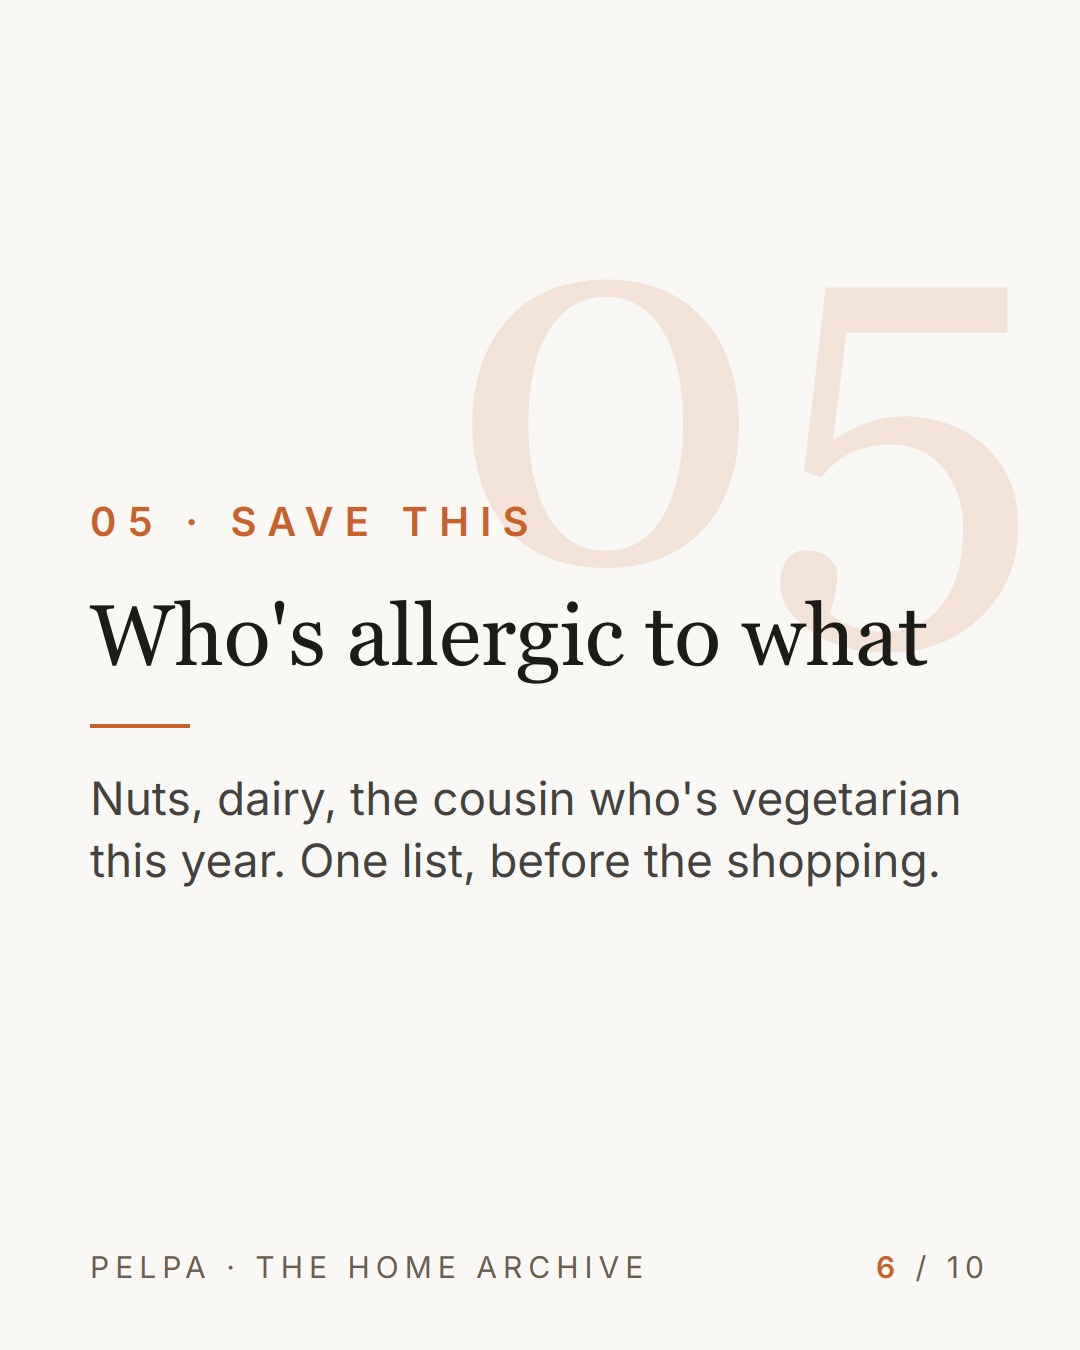 05
05 · SAVE THIS
Who's allergic to what
Nuts, dairy, the cousin who's vegetarian
this year. One list, before the shopping.
PELPA · THE HOME ARCHIVE
6 / 10